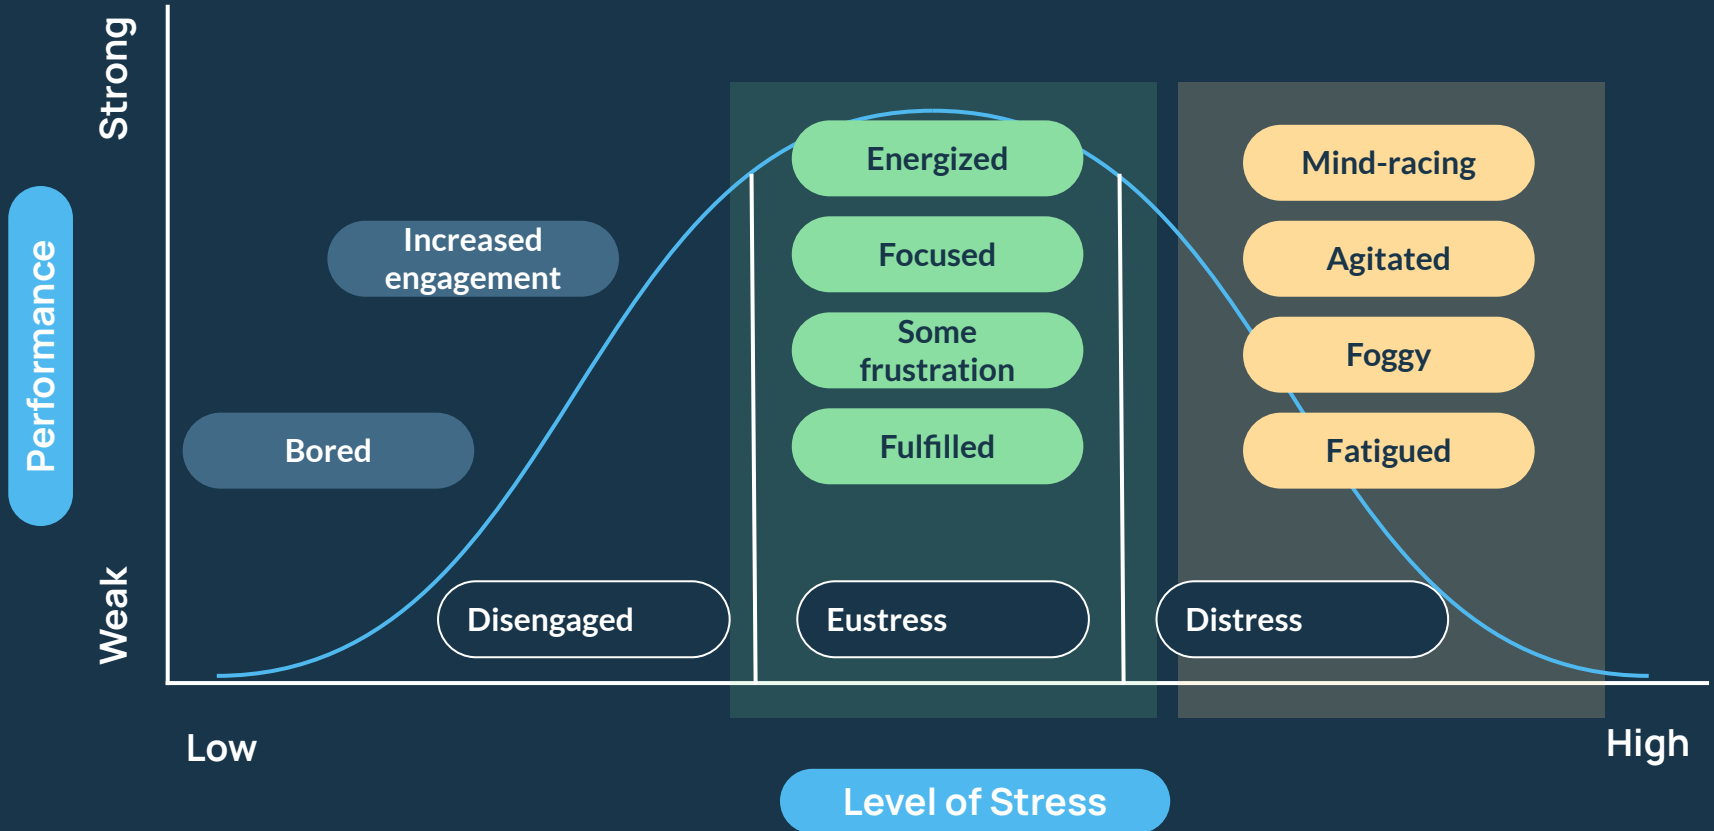 Strong
Performance
Weak
Increased
engagement
Bored
Disengaged
Energized
Focused
Some
frustration
Fulfilled
Eustress
Mind-racing
Agitated
Foggy
Fatigued
Distress
Low
High
Level of Stress